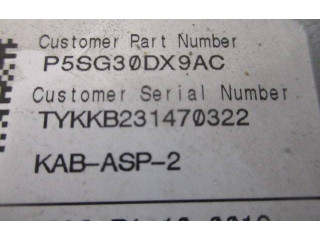 Customer Part Number
P5SG30DX9AC
Customer Serial Number
TYKKB231470322
KAB-ASP-2